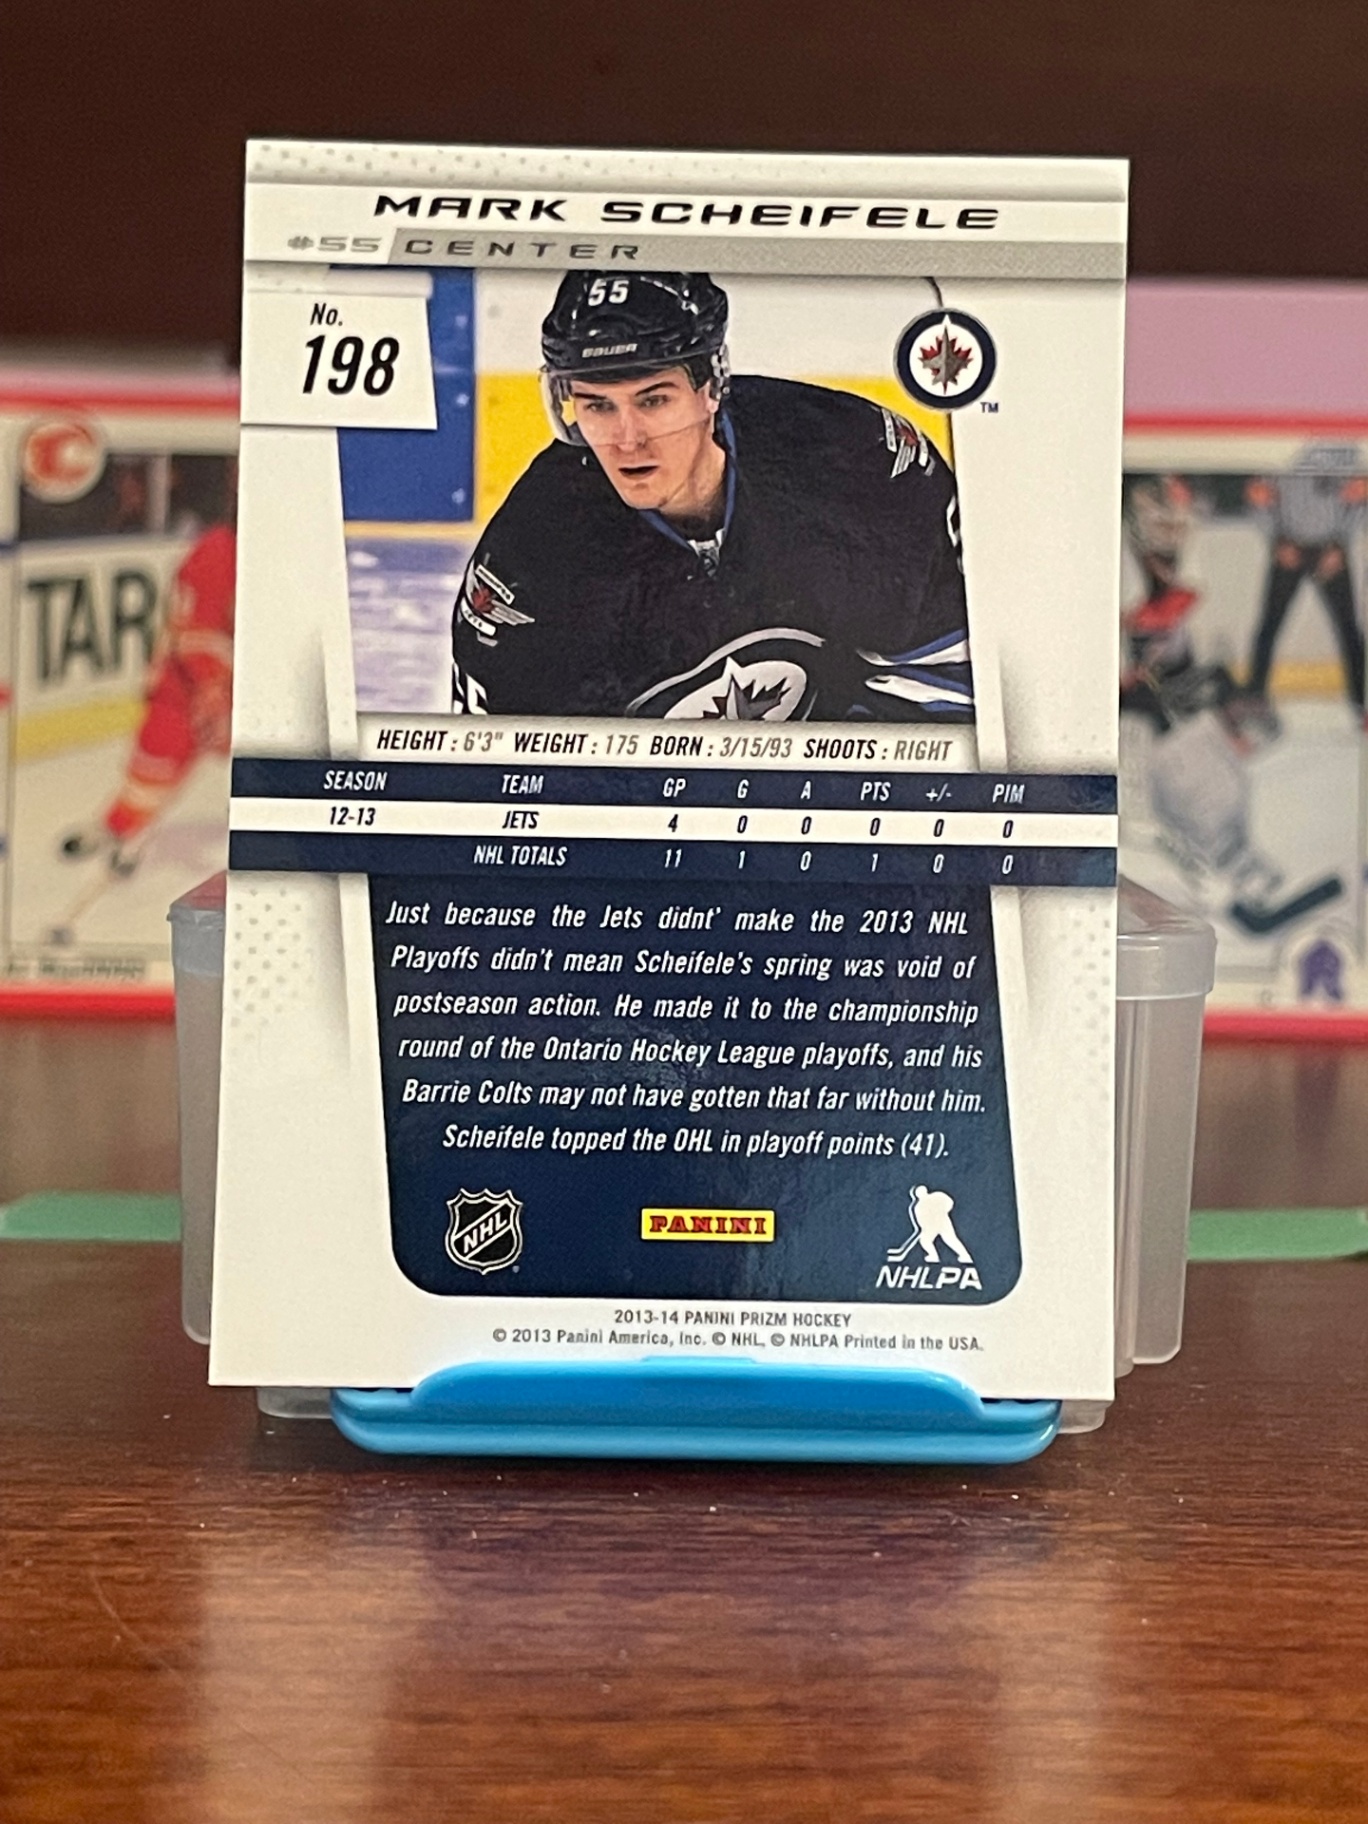 MARK SCHEIFELE
#55 CENTER
No.
198
55
BAUER
TM
TAR
HEIGHT : 6'3" WEIGHT : 175 BORN : 3/15/93 SHOOTS : RIGHT
SEASON TEAM GP G A PTS +/- PIM
12-13 JETS 4 0 0 0 0 0
NHL TOTALS 11 1 0 1 0 0
Just because the Jets didnt' make the 2013 NHL
Playoffs didn't mean Scheifele's spring was void of
postseason action. He made it to the championship
round of the Ontario Hockey League playoffs, and his
Barrie Colts may not have gotten that far without him.
Scheifele topped the OHL in playoff points (41).
NHL
PANINI
NHLPA
2013-14 PANINI PRIZM HOCKEY
© 2013 Panini America, Inc. © NHL, © NHLPA Printed in the USA.